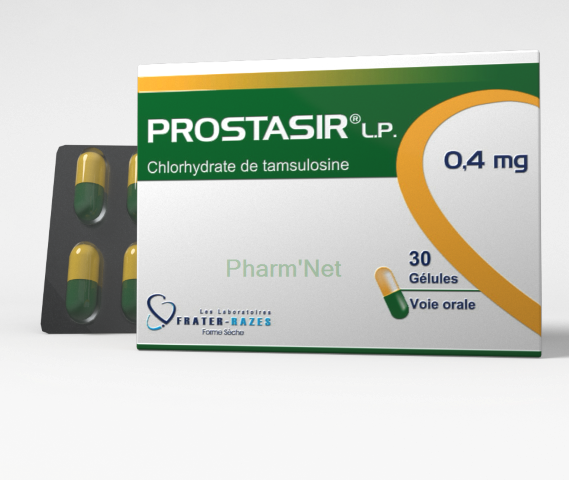 PROSTASIR® L.P.
Chlorhydrate de tamsulosine
0,4 mg
Pharm'Net
30
Gélules
Voie orale
Les Laboratoires
FRATER-RAZES
Forme Sèche